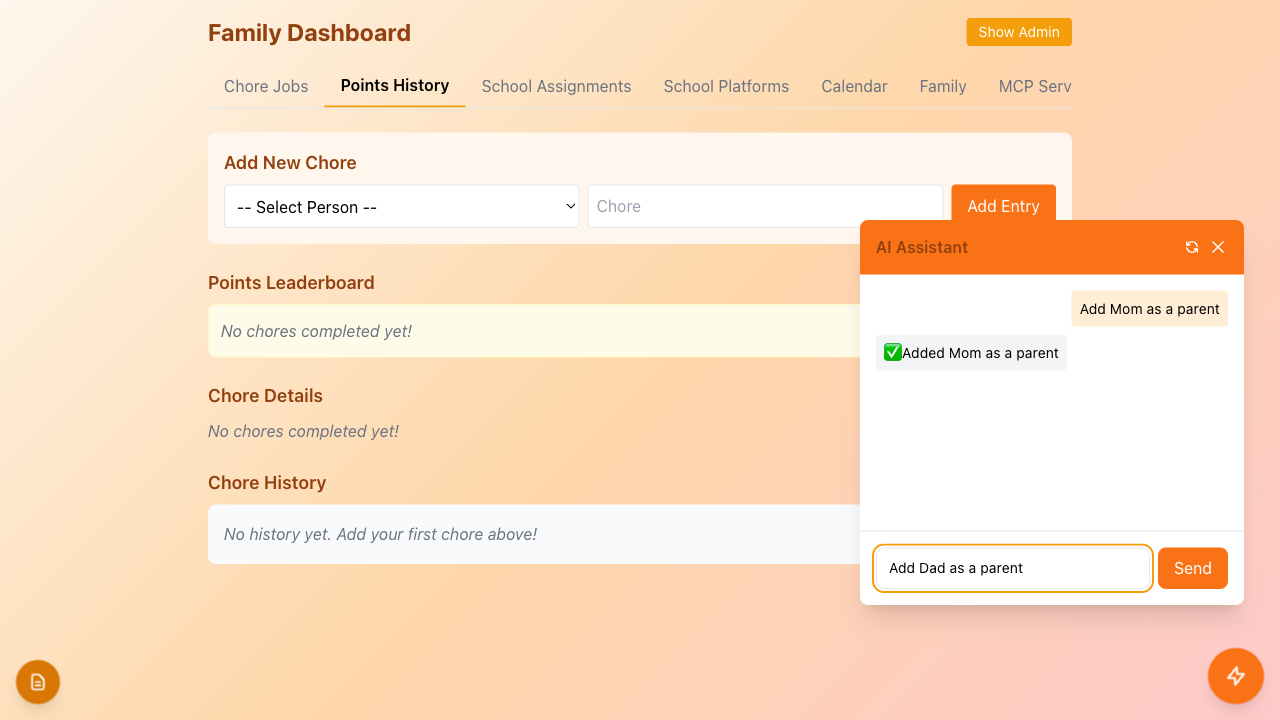 Family Dashboard
Show Admin
Chore Jobs
Points History
School Assignments
School Platforms
Calendar
Family
MCP Serv
Add New Chore
-- Select Person --
Chore
Add Entry
Points Leaderboard
No chores completed yet!
Chore Details
No chores completed yet!
Chore History
No history yet. Add your first chore above!
AI Assistant
Add Mom as a parent
✅Added Mom as a parent
Add Dad as a parent
Send